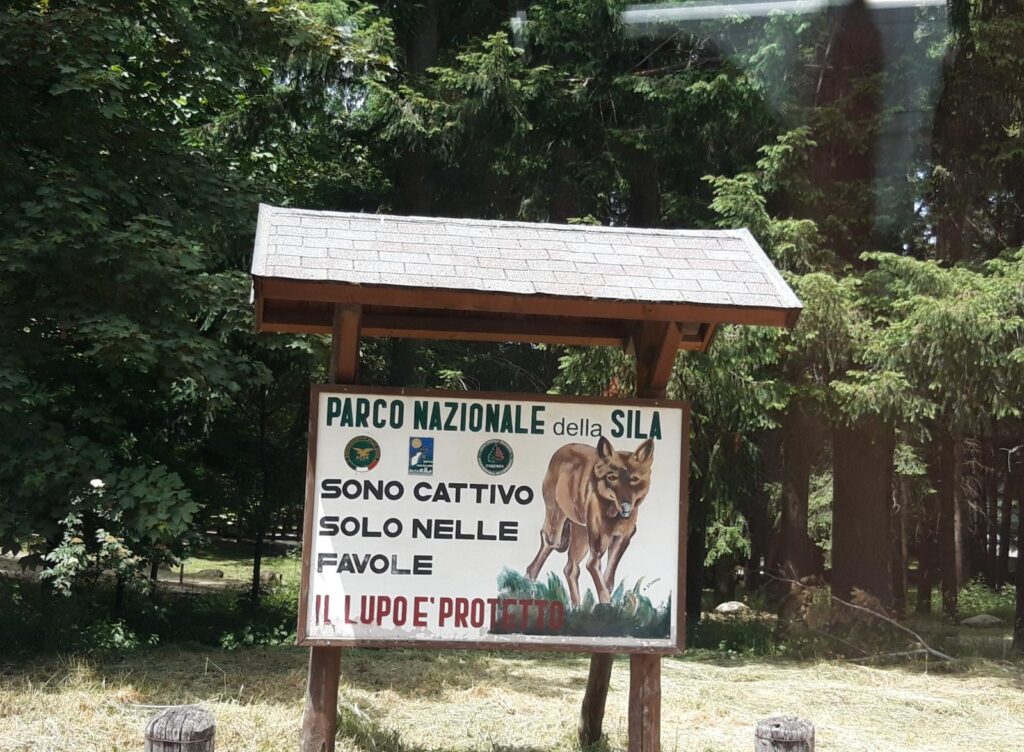 PARCO NAZIONALE della SILA
SONO CATTIVO
SOLO NELLE
FAVOLE
IL LUPO E' PROTETTO